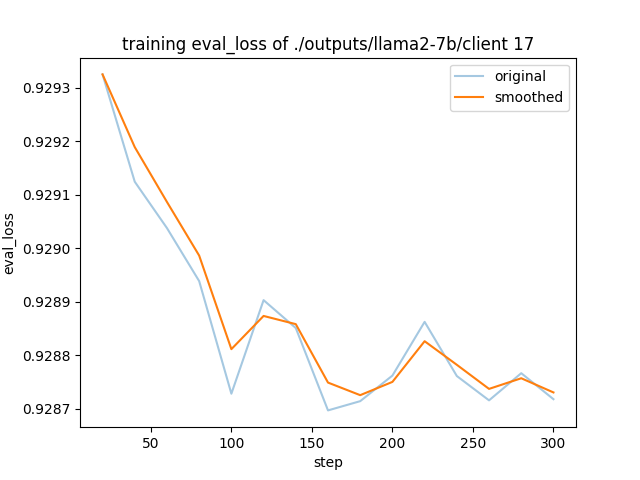 training eval_loss of ./outputs/llama2-7b/client 17
original
smoothed
eval_loss
0.9293
0.9292
0.9291
0.9290
0.9289
0.9288
0.9287
50 100 150 200 250 300
step